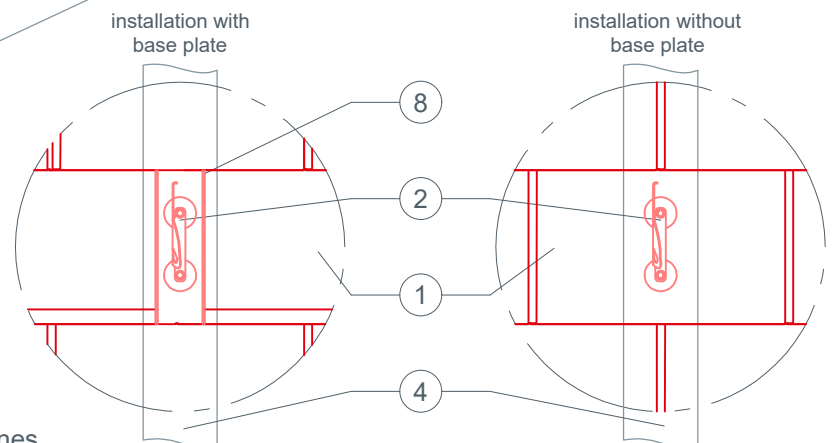 installation with
base plate
installation without
base plate
8
2
1
4